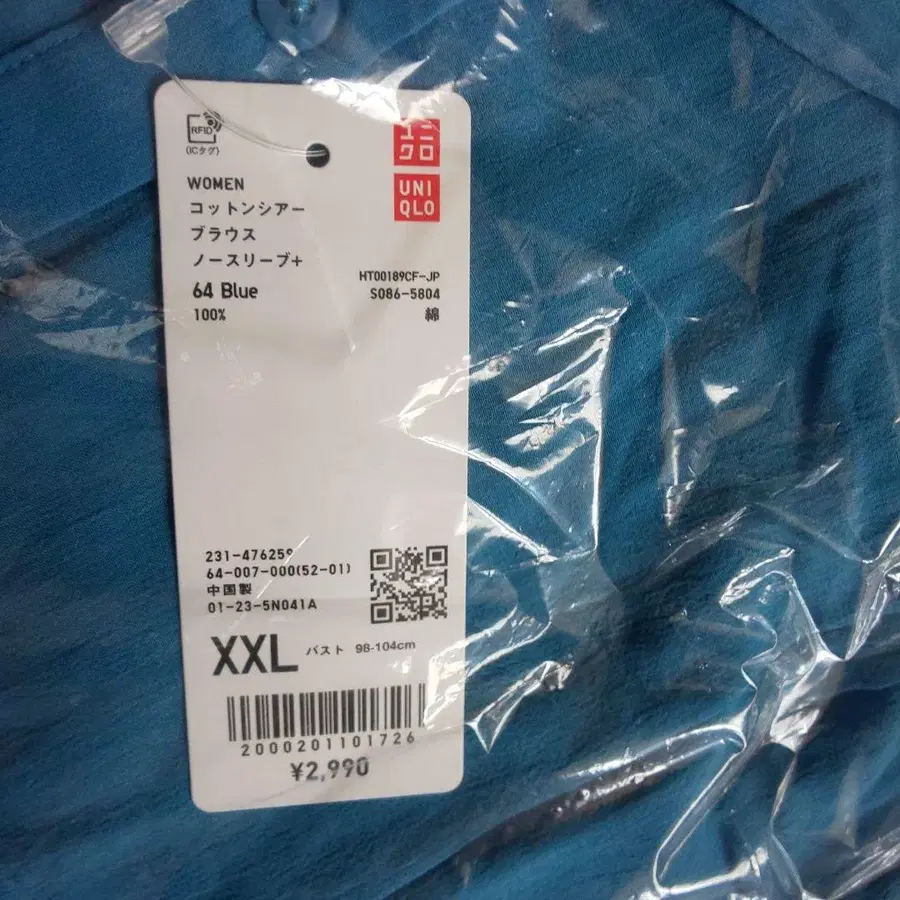 RFID
(ICタグ)
ユニ
クロ
UNI
QLO
WOMEN
コットンシアー
ブラウス
ノースリーブ+
64 Blue
HT00189CF-JP
S086-5804
100%
綿
231-476259
64-007-000(52-01)
中国製
01-23-5N041A
XXL バスト 98-104cm
2000201101726
¥2,990